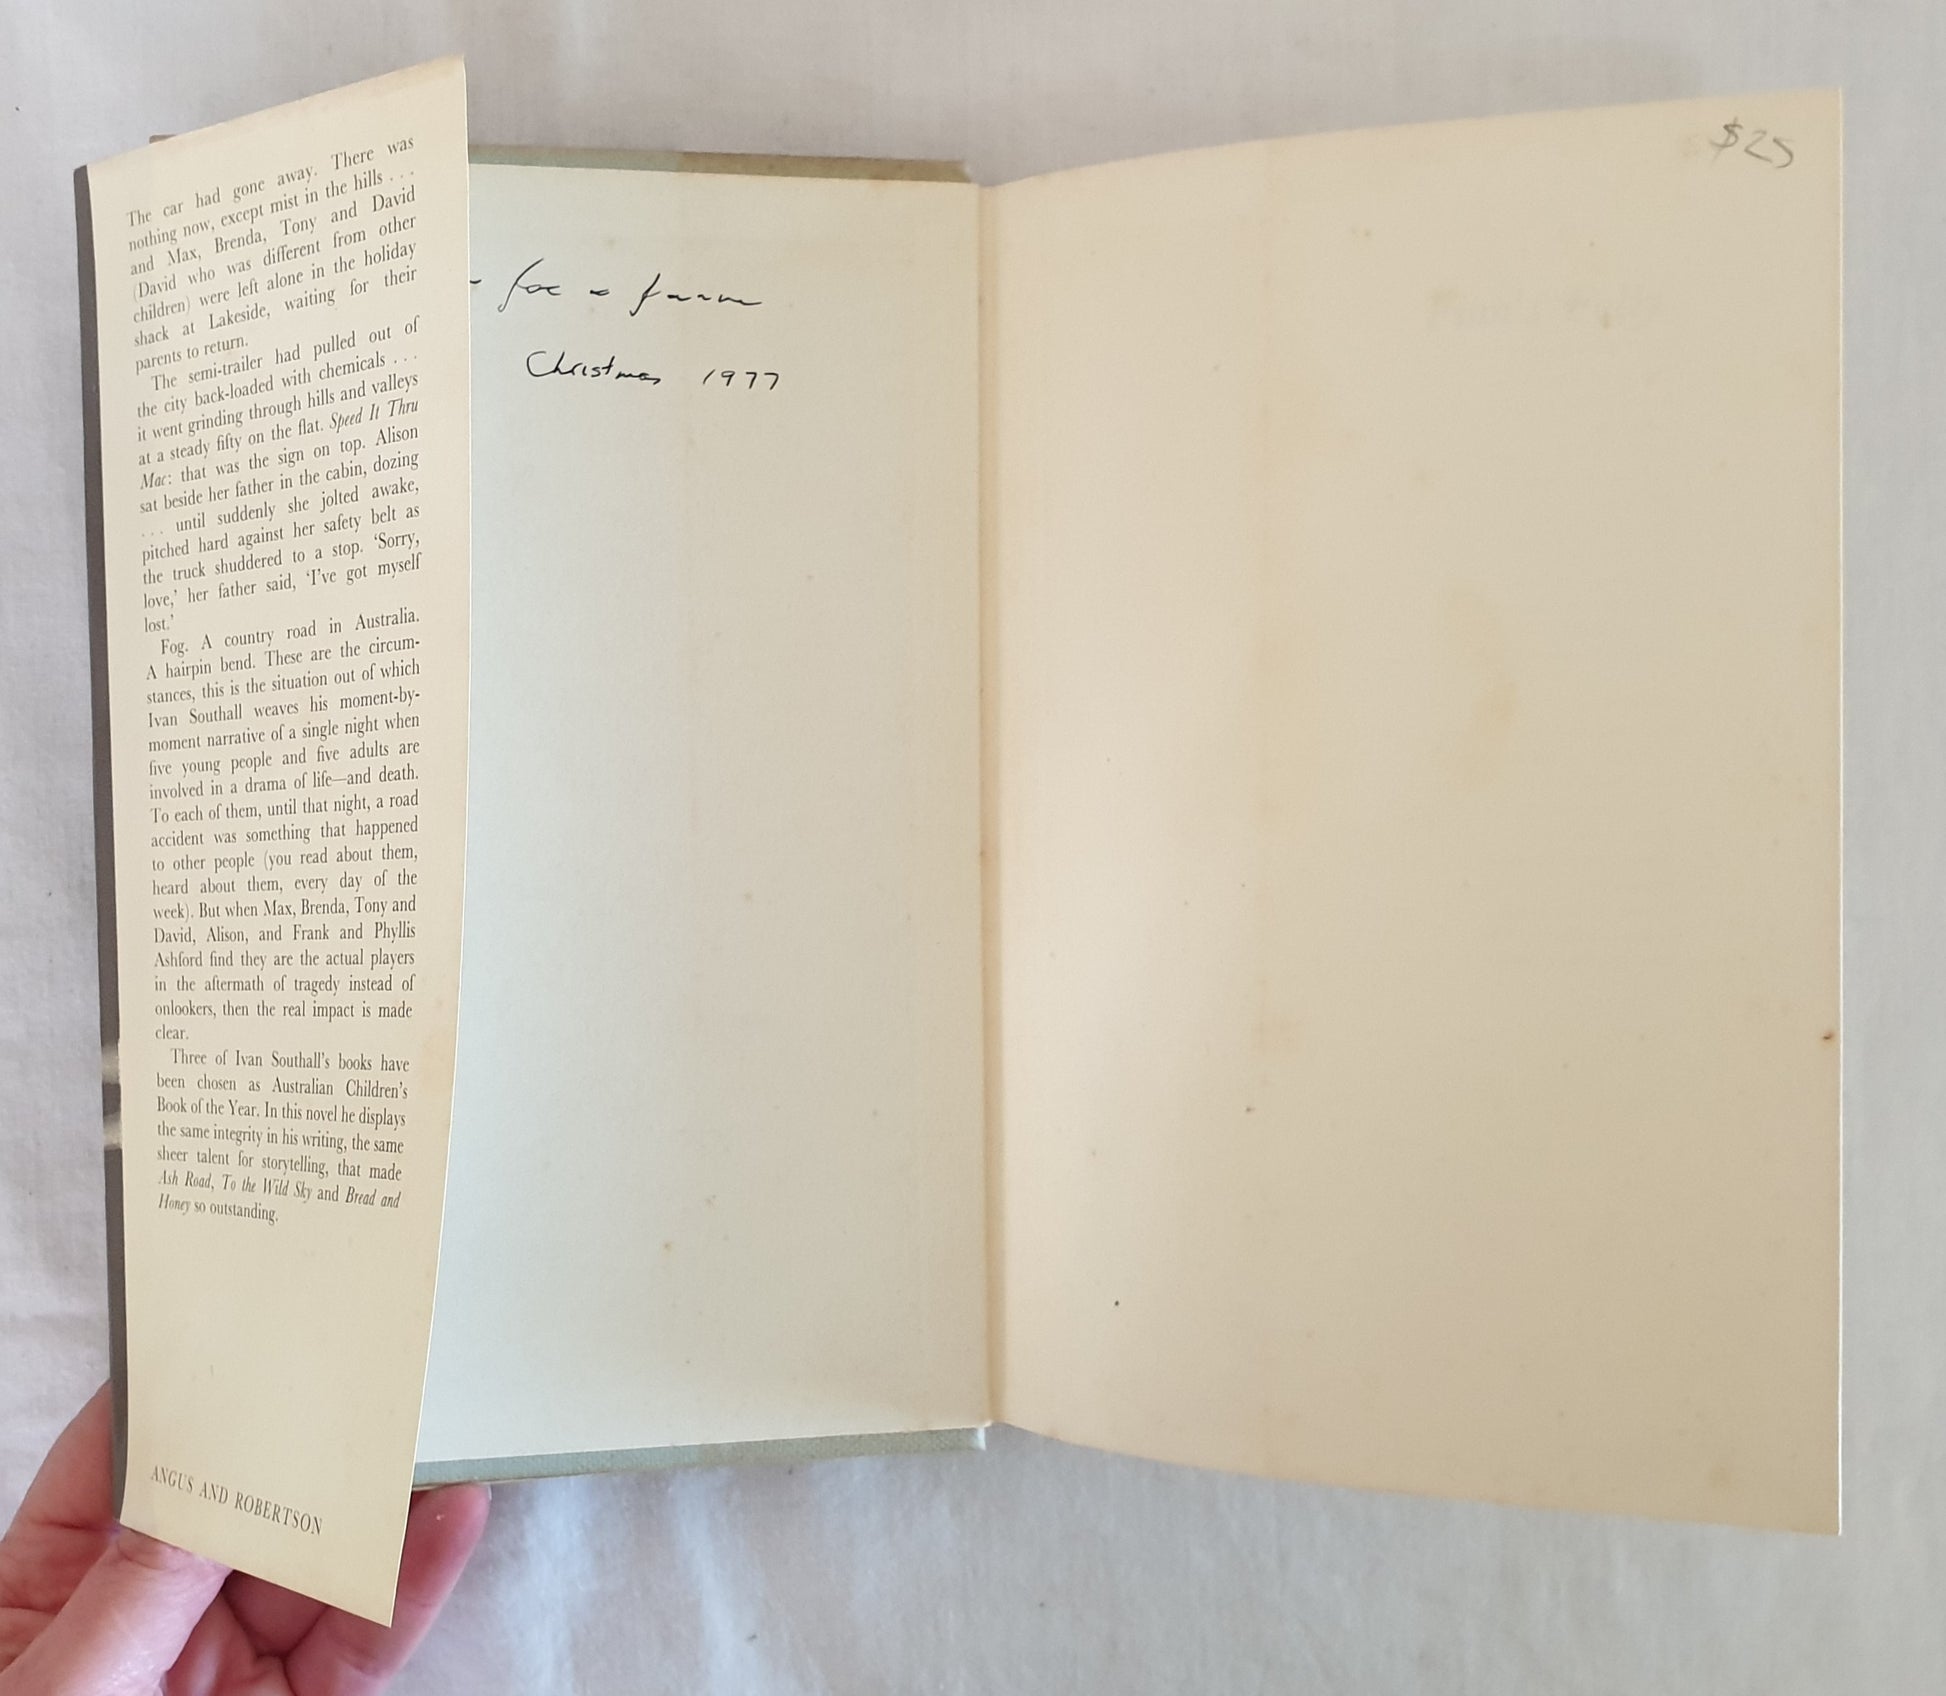 The car had gone away. There was
nothing now, except mist in the hills . . .
and Max, Brenda, Tony and David
(David who was different from other
children) were left alone in the holiday
shack at Lakeside, waiting for their
parents to return.
The semi-trailer had pulled out of
the city back-loaded with chemicals . . .
it went grinding through hills and valleys
at a steady fifty on the flat. Speed It Thru
Mac: that was the sign on top. Alison
sat beside her father in the cabin, dozing
. . . until suddenly she jolted awake,
pitched hard against her safety belt as
the truck shuddered to a stop. ‘Sorry,
love,’ her father said, ‘I’ve got myself
lost.’
Fog. A country road in Australia.
A hairpin bend. These are the circum-
stances, this is the situation out of which
Ivan Southall weaves his moment-by-
moment narrative of a single night when
five young people and five adults are
involved in a drama of life—and death.
To each of them, until that night, a road
accident was something that happened
to other people (you read about them,
heard about them, every day of the
week). But when Max, Brenda, Tony and
David, Alison, and Frank and Phyllis
Ashford find they are the actual players
in the aftermath of tragedy instead of
onlookers, then the real impact is made
clear.
Three of Ivan Southall’s books have
been chosen as Australian Children’s
Book of the Year. In this novel he displays
the same integrity in his writing, the same
sheer talent for storytelling, that made
Ash Road, To the Wild Sky and Bread and
Honey so outstanding.
ANGUS AND ROBERTSON
Christmas 1977
$25